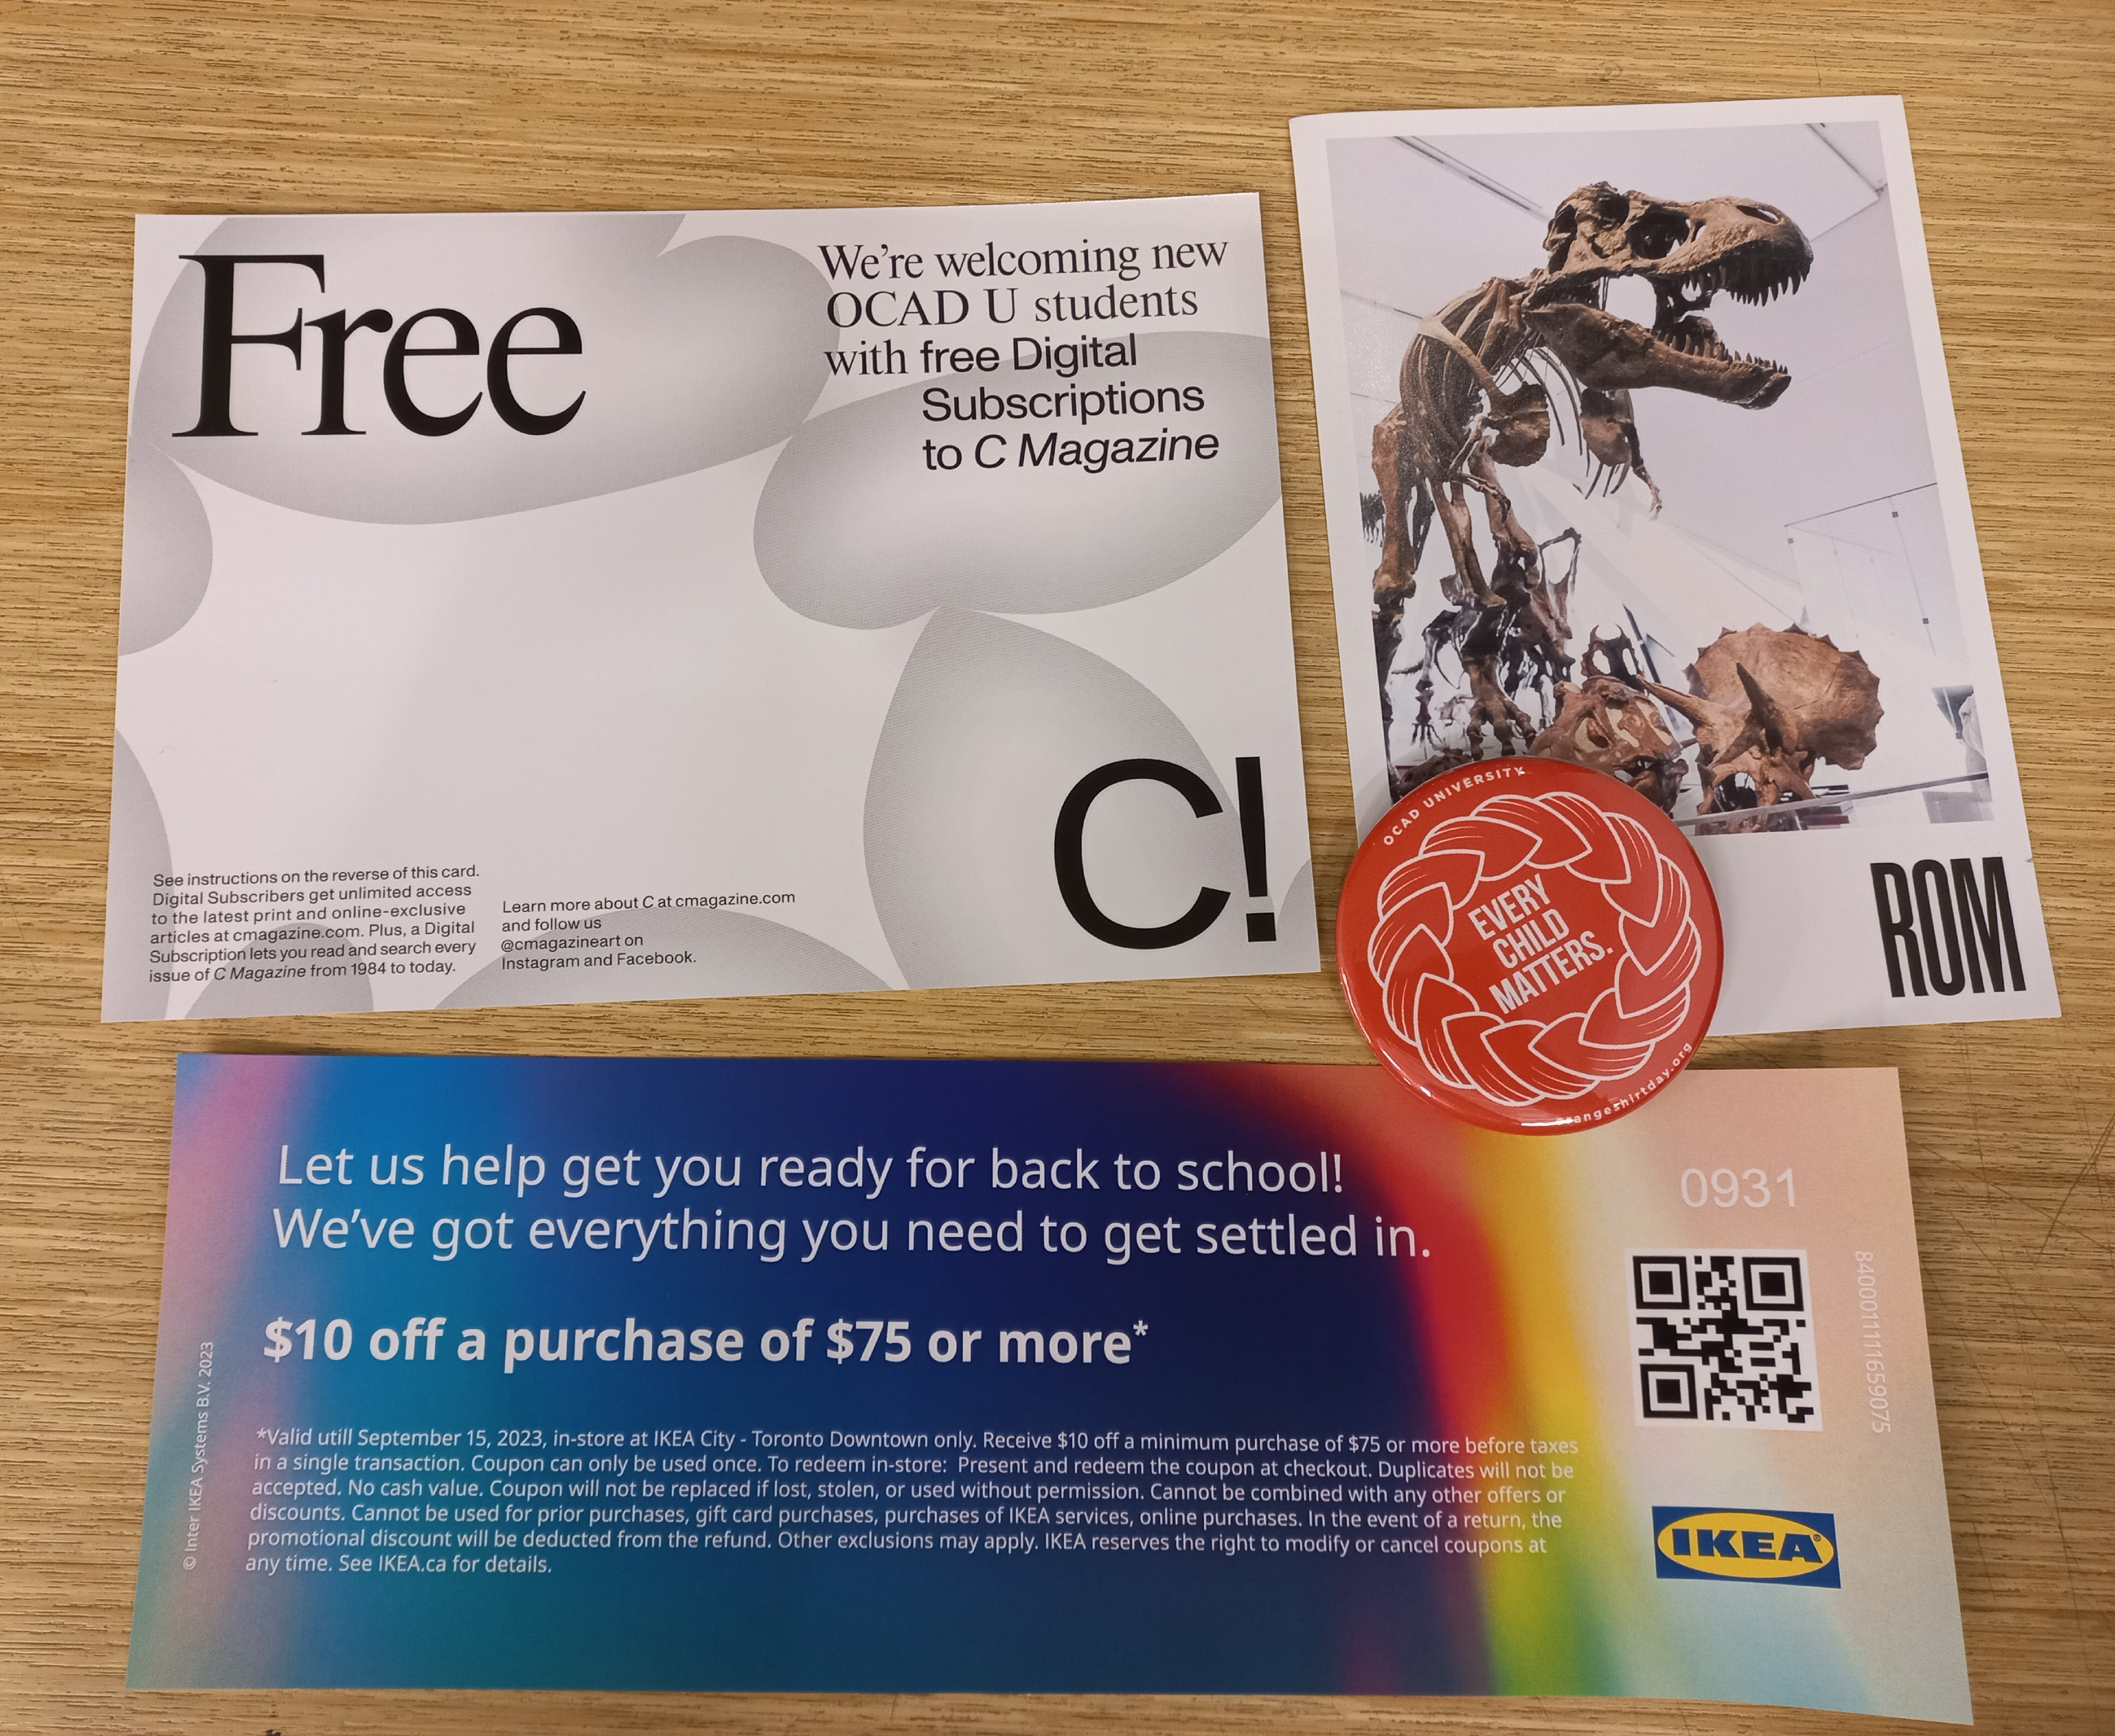 Free
We're welcoming new
OCAD U students
with free Digital
Subscriptions
to C Magazine
See instructions on the reverse of this card.
Digital Subscribers get unlimited access
to the latest print and online-exclusive
articles at cmagazine.com. Plus, a Digital
Subscription lets you read and search every
issue of C Magazine from 1984 to today.
Learn more about C at cmagazine.com
and follow us
@cmagazineart on
Instagram and Facebook.
C!
ROM
OCAD UNIVERSITY
EVERY
CHILD
MATTERS.
orangeshirtday.org
Let us help get you ready for back to school!
We've got everything you need to get settled in.
$10 off a purchase of $75 or more*
*Valid utill September 15, 2023, in-store at IKEA City - Toronto Downtown only. Receive $10 off a minimum purchase of $75 or more before taxes
in a single transaction. Coupon can only be used once. To redeem in-store: Present and redeem the coupon at checkout. Duplicates will not be
accepted. No cash value. Coupon will not be replaced if lost, stolen, or used without permission. Cannot be combined with any other offers or
discounts. Cannot be used for prior purchases, gift card purchases, purchases of IKEA services, online purchases. In the event of a return, the
promotional discount will be deducted from the refund. Other exclusions may apply. IKEA reserves the right to modify or cancel coupons at
any time. See IKEA.ca for details.
© Inter IKEA Systems B.V. 2023
0931
IKEA®